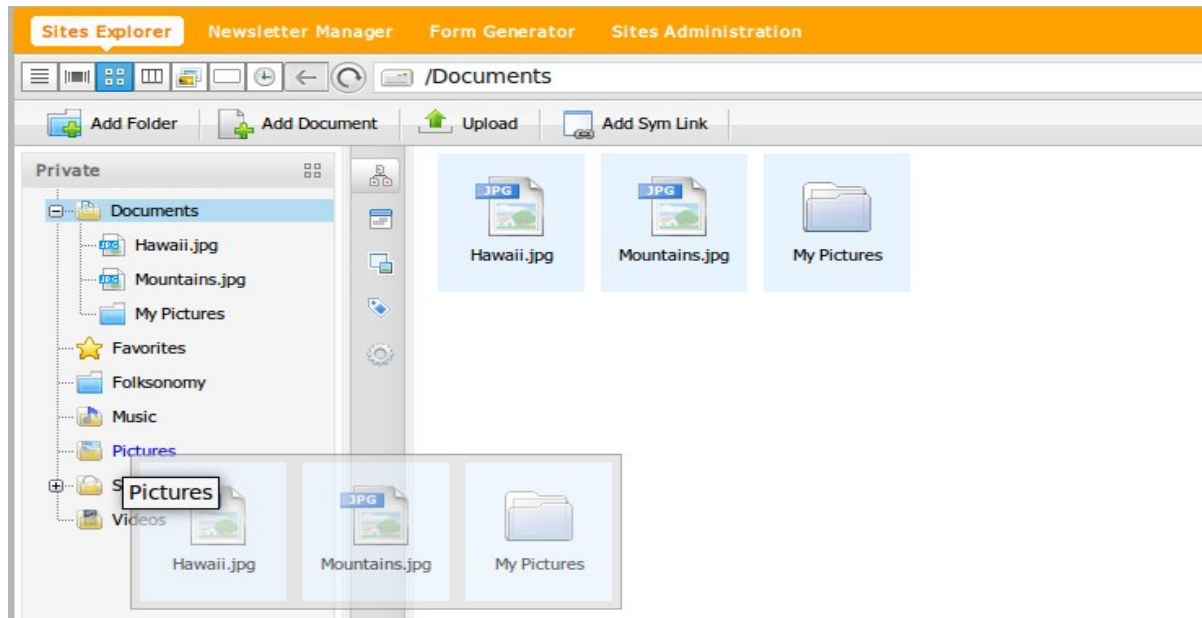 Sites Explorer Newsletter Manager Form Generator Sites Administration
/Documents
Add Folder Add Document Upload Add Sym Link
Private
Documents
Hawaii.jpg
Mountains.jpg
My Pictures
Favorites
Folksonomy
Music
Pictures
S
Videos
Pictures
JPG
Hawaii.jpg
JPG
Mountains.jpg
My Pictures
Hawaii.jpg
JPG
Mountains.jpg
My Pictures